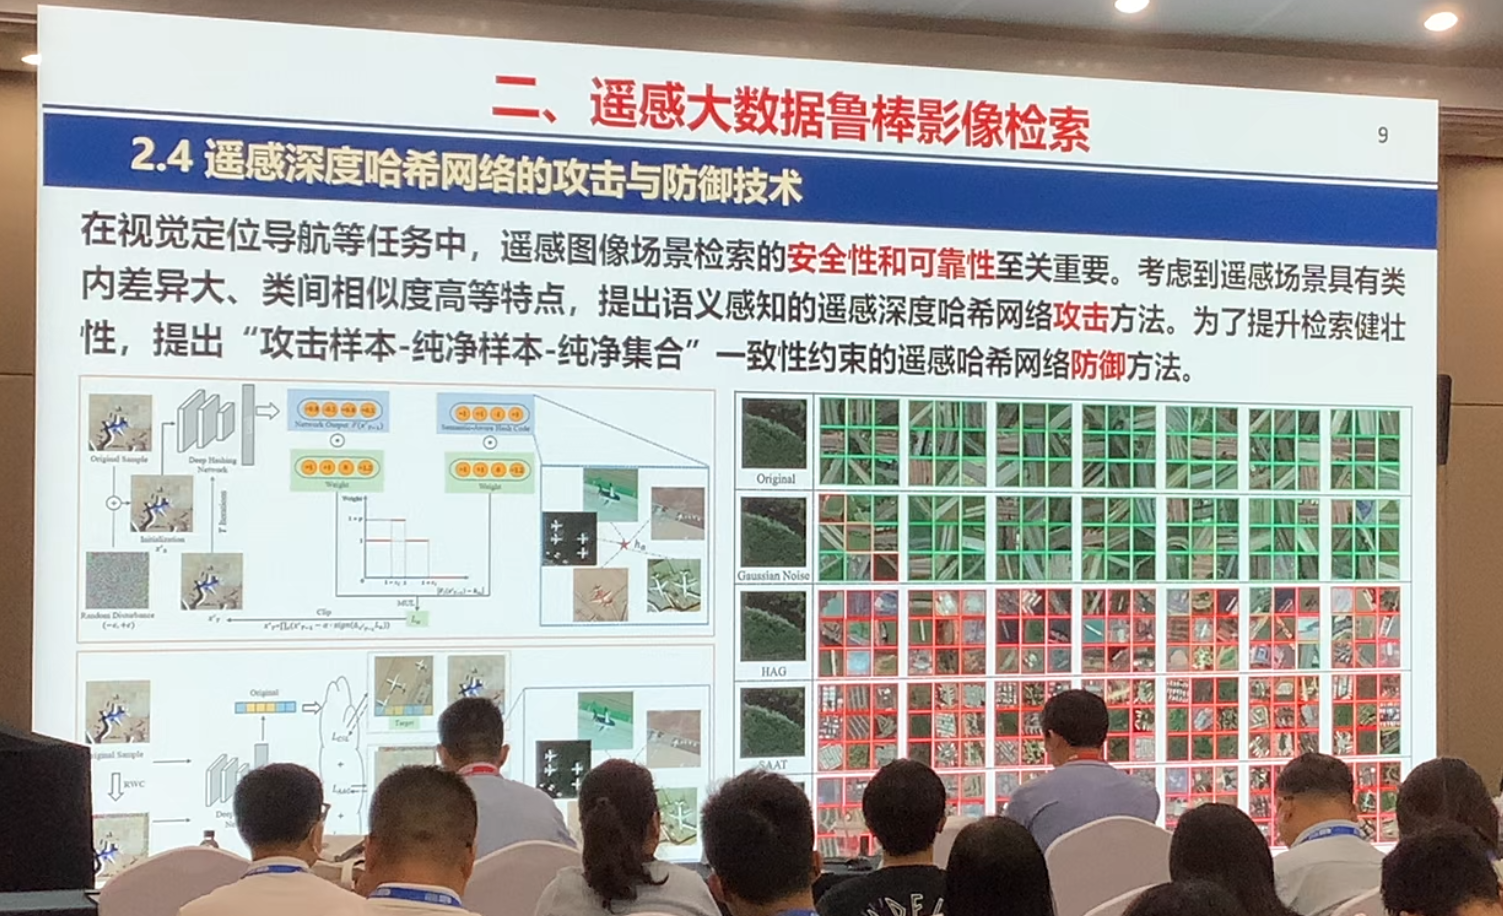 二、遥感大数据鲁棒影像检索
9
2.4 遥感深度哈希网络的攻击与防御技术
在视觉定位导航等任务中，遥感图像场景检索的安全性和可靠性至关重要。考虑到遥感场景具有类
内差异大、类间相似度高等特点，提出语义感知的遥感深度哈希网络攻击方法。为了提升检索健壮
性，提出“攻击样本-纯净样本-纯净集合”一致性约束的遥感哈希网络防御方法。
Original Sample
Deep Hashing
Network
Network Output
Semantic-Aware Hash Code
Weight
Weight
Initialization
T Iterations
Random Disturbance
(-ε,+ε)
Weight
Clip
MUL
Original
Gaussian Noise
HAG
SAAT
Original
Target
Sample
RWC